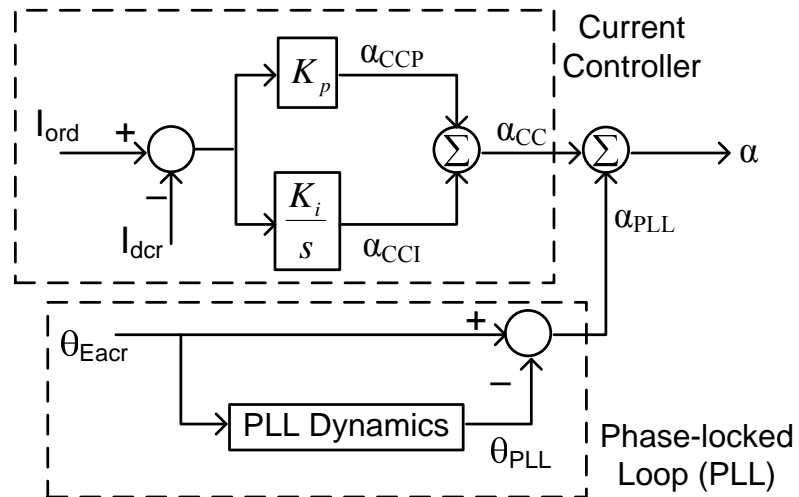 Current
Controller
K_p
α_CCP
I_ord
+
−
I_dcr
K_i
s
α_CCI
Σ
α_CC
Σ
α
α_PLL
θ_Eacr
+
−
PLL Dynamics
θ_PLL
Phase-locked
Loop (PLL)